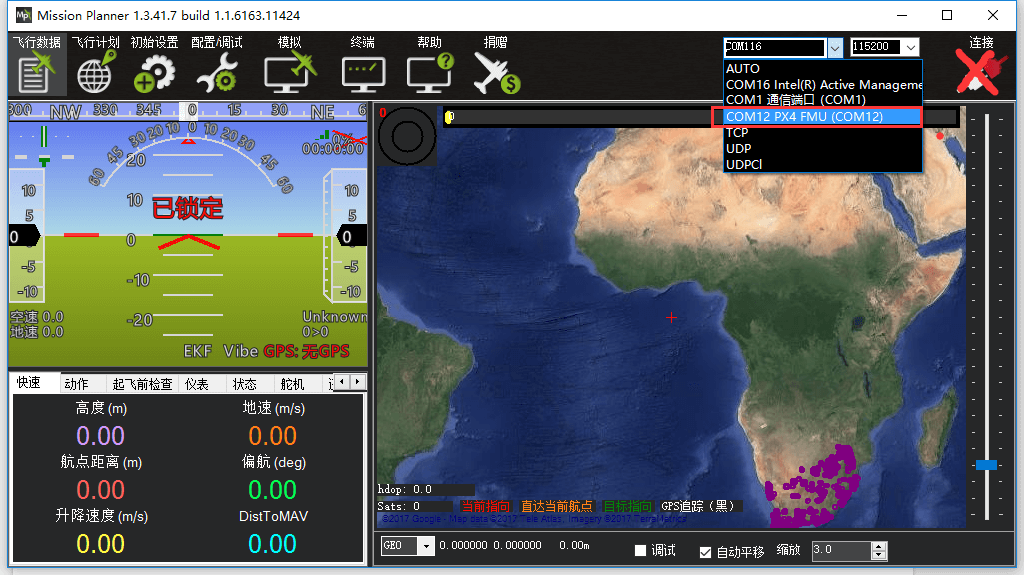 Mission Planner 1.3.41.7 build 1.1.6163.11424
飞行数据 飞行计划 初始设置 配置/调试 模拟 终端 帮助 捐赠
COM116 115200 连接
AUTO
COM16 Intel(R) Active Manageme
COM1 通信端口 (COM1)
COM12 PX4 FMU (COM12)
TCP
UDP
UDPCl
300 NW 330 345 0 15 30 NE 6
0
0
60 45 30 20 10 0 10 20 30 45 60
0%
00:00:00
20
10 10 10
已锁定
5 5
0 0 0
-5 -5
-10 -10 -10
空速 0.0
地速 0.0
-20
Unknown
0>0
EKF Vibe GPS: 无GPS
快速 动作 起飞前检查 仪表 状态 舵机
高度 (m) 地速 (m/s)
0.00 0.00
航点距离 (m) 偏航 (deg)
0.00 0.00
升降速度 (m/s) DistToMAV
0.00 0.00
hdop: 0.0
Sats: 0
当前指向 直达当前航点 目标指向 GPS追踪（黑）
©2017 Google - Map data ©2017 Tele Atlas, Imagery ©2017 TerraMetrics
GEO 0.000000 0.000000 0.00m
调试 自动平移 缩放 3.0